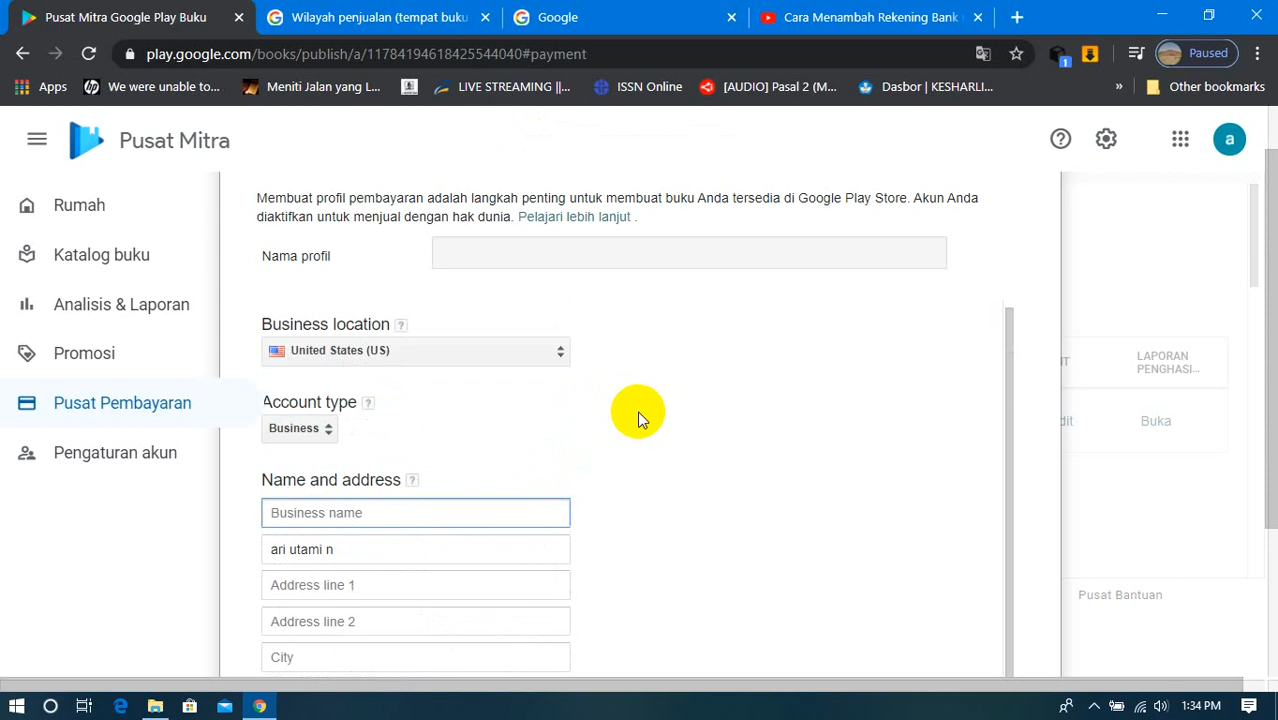 Pusat Mitra Google Play Buku
Wilayah penjualan (tempat buku
Google
Cara Menambah Rekening Bank
play.google.com/books/publish/a/11784194618425544040#payment
Paused
Apps
We were unable to...
Meniti Jalan yang L...
LIVE STREAMING ||...
ISSN Online
[AUDIO] Pasal 2 (M...
Dasbor | KESHARLI...
»
Other bookmarks
1
Pusat Mitra
a
Rumah
Katalog buku
Analisis & Laporan
Promosi
Pusat Pembayaran
Pengaturan akun
Membuat profil pembayaran adalah langkah penting untuk membuat buku Anda tersedia di Google Play Store. Akun Anda
diaktifkan untuk menjual dengan hak dunia. Pelajari lebih lanjut .
Nama profil
Business location ?
United States (US)
Account type ?
Business
Name and address ?
Business name
ari utami n
Address line 1
Address line 2
City
LAPORAN
PENGHASI...
dit
Buka
Pusat Bantuan
1:34 PM